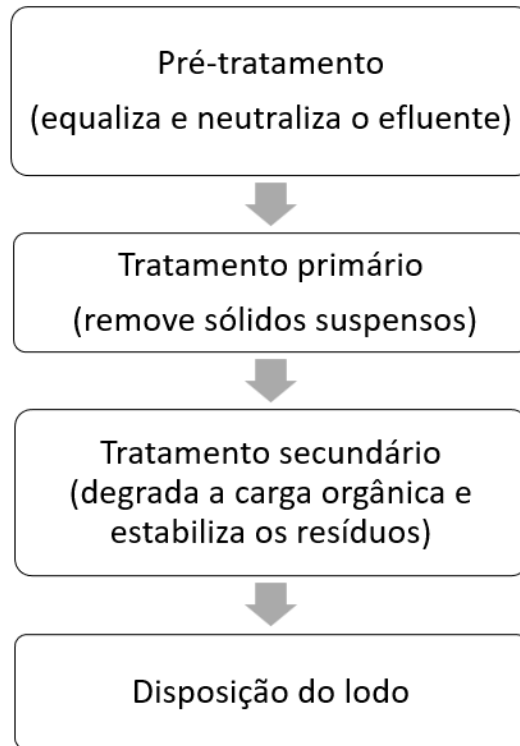 Pré-tratamento
(equaliza e neutraliza o efluente)
Tratamento primário
(remove sólidos suspensos)
Tratamento secundário
(degrada a carga orgânica e
estabiliza os resíduos)
Disposição do lodo